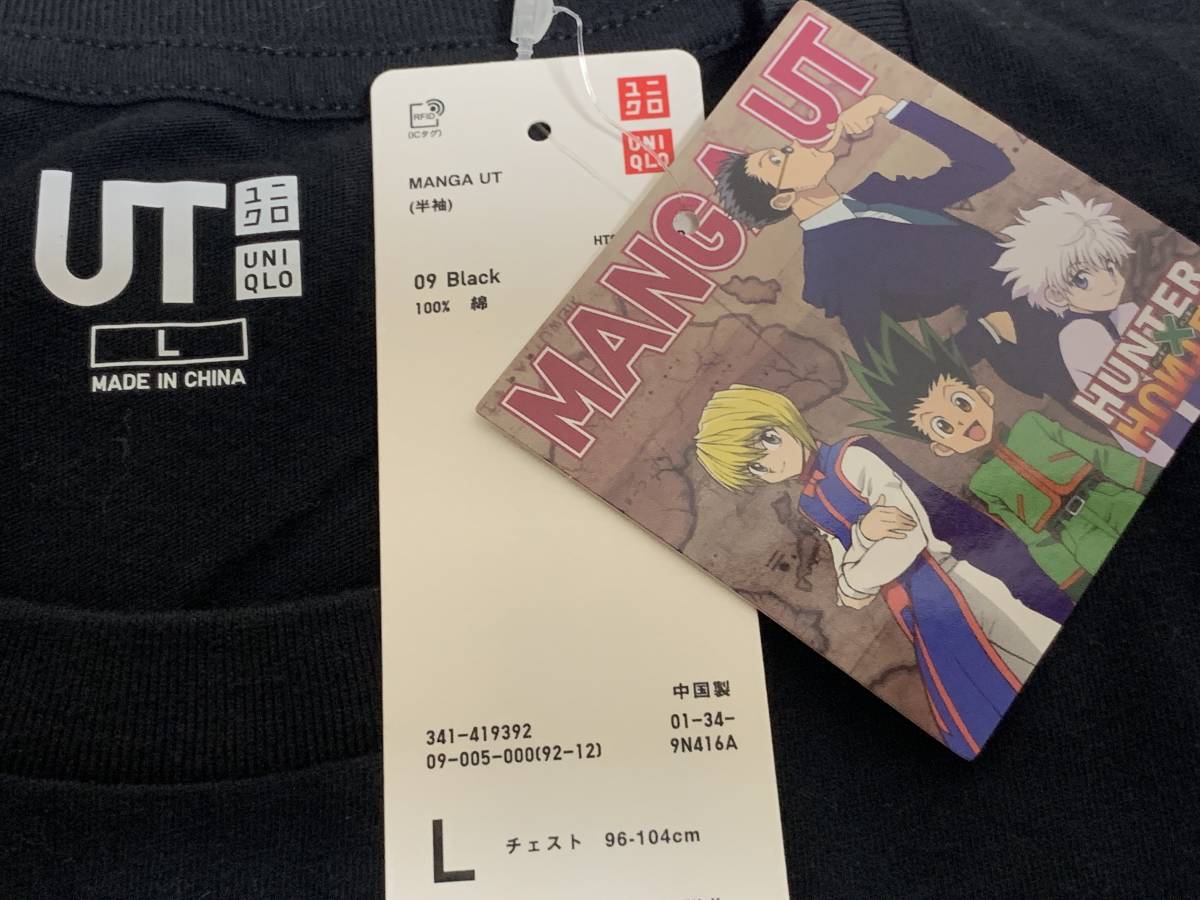 UT
ユニ
クロ
UNI
QLO
L
MADE IN CHINA
RFID
(ICタグ)
ユニ
クロ
UNI
QLO
MANGA UT
(半袖)
09 Black
100% 綿
中国製
341-419392
01-34-
09-005-000(92-12)
9N416A
L チェスト 96-104cm
MANGA UT
HUNTER
×
HUNTER